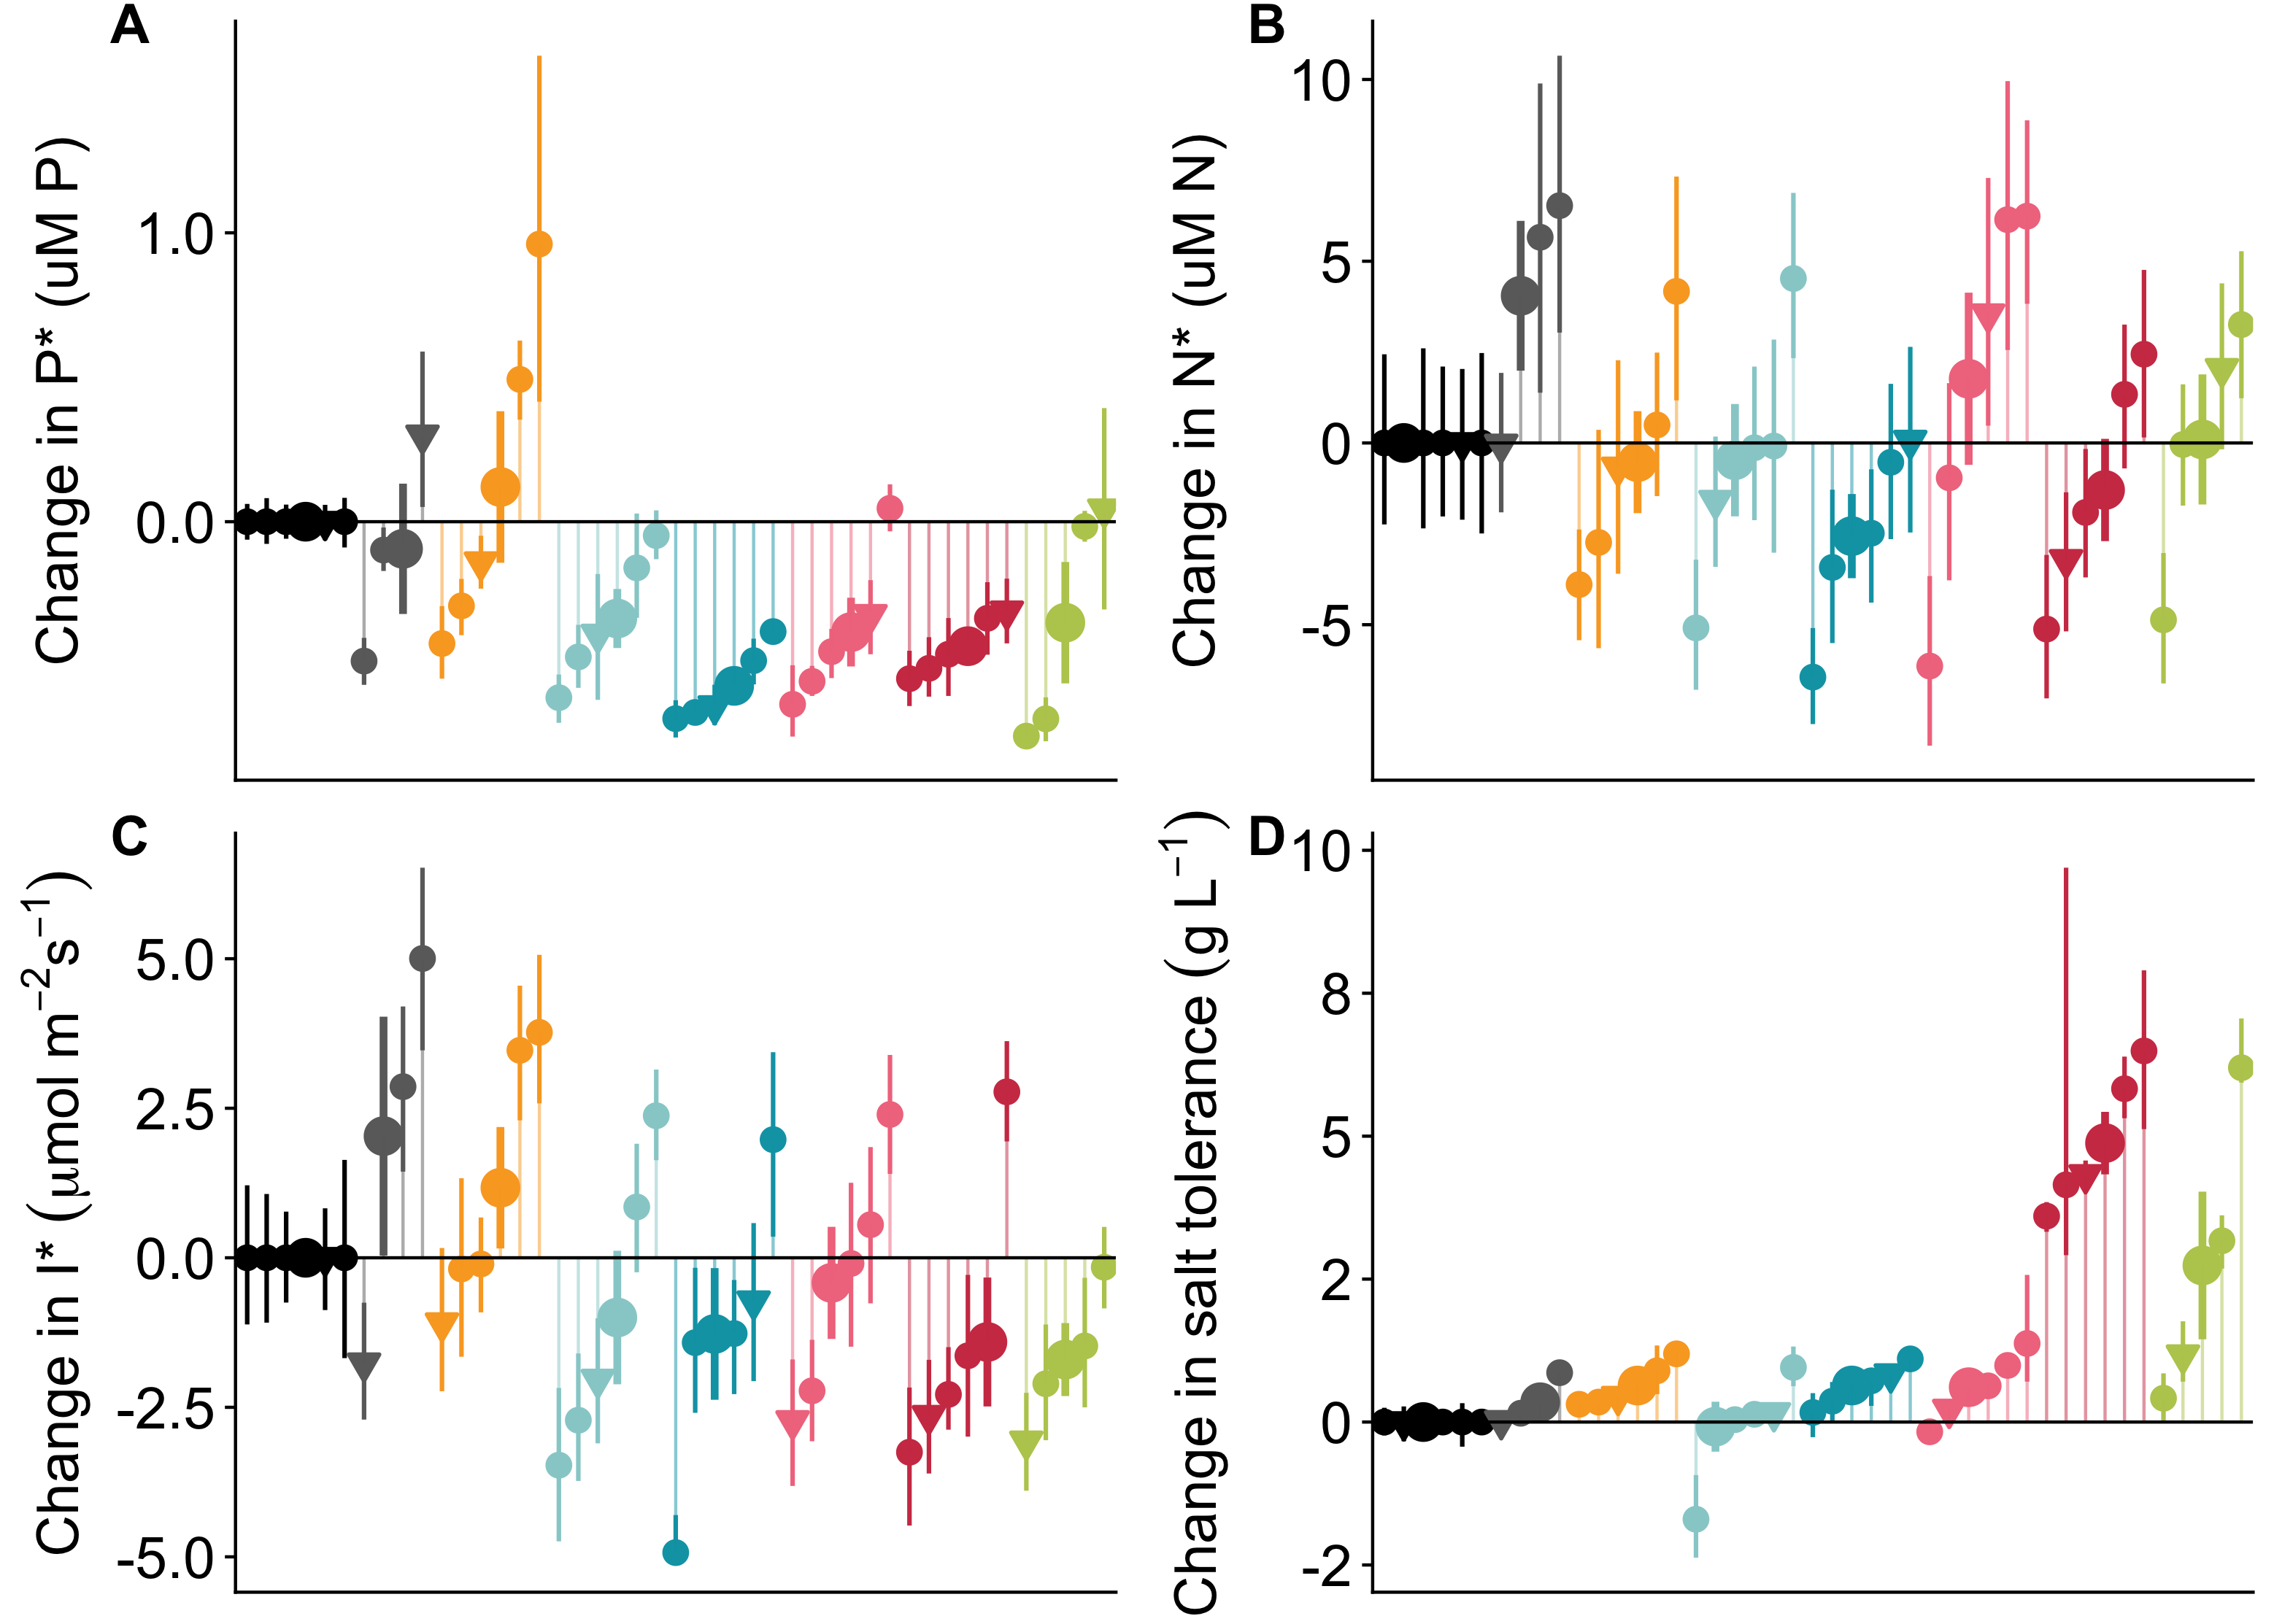 A
Change in P* (uM P)
1.0
0.0
B
Change in N* (uM N)
10
5
0
-5
C
Change in I* (μmol m−2s−1)
5.0
2.5
0.0
-2.5
-5.0
D
Change in salt tolerance (g L−1)
10
8
5
2
0
-2